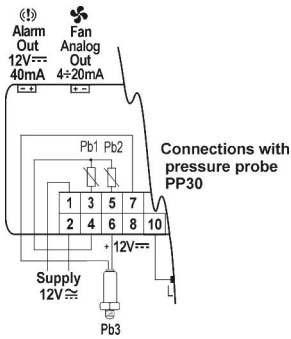 Alarm
Out
12V
40mA
- +
Fan
Analog
Out
4÷20mA
+ -
Pb1 Pb2
Connections with
pressure probe
PP30
1 3 5 7
2 4 6 8 10
+ 12V
Supply
12V
L
Pb3